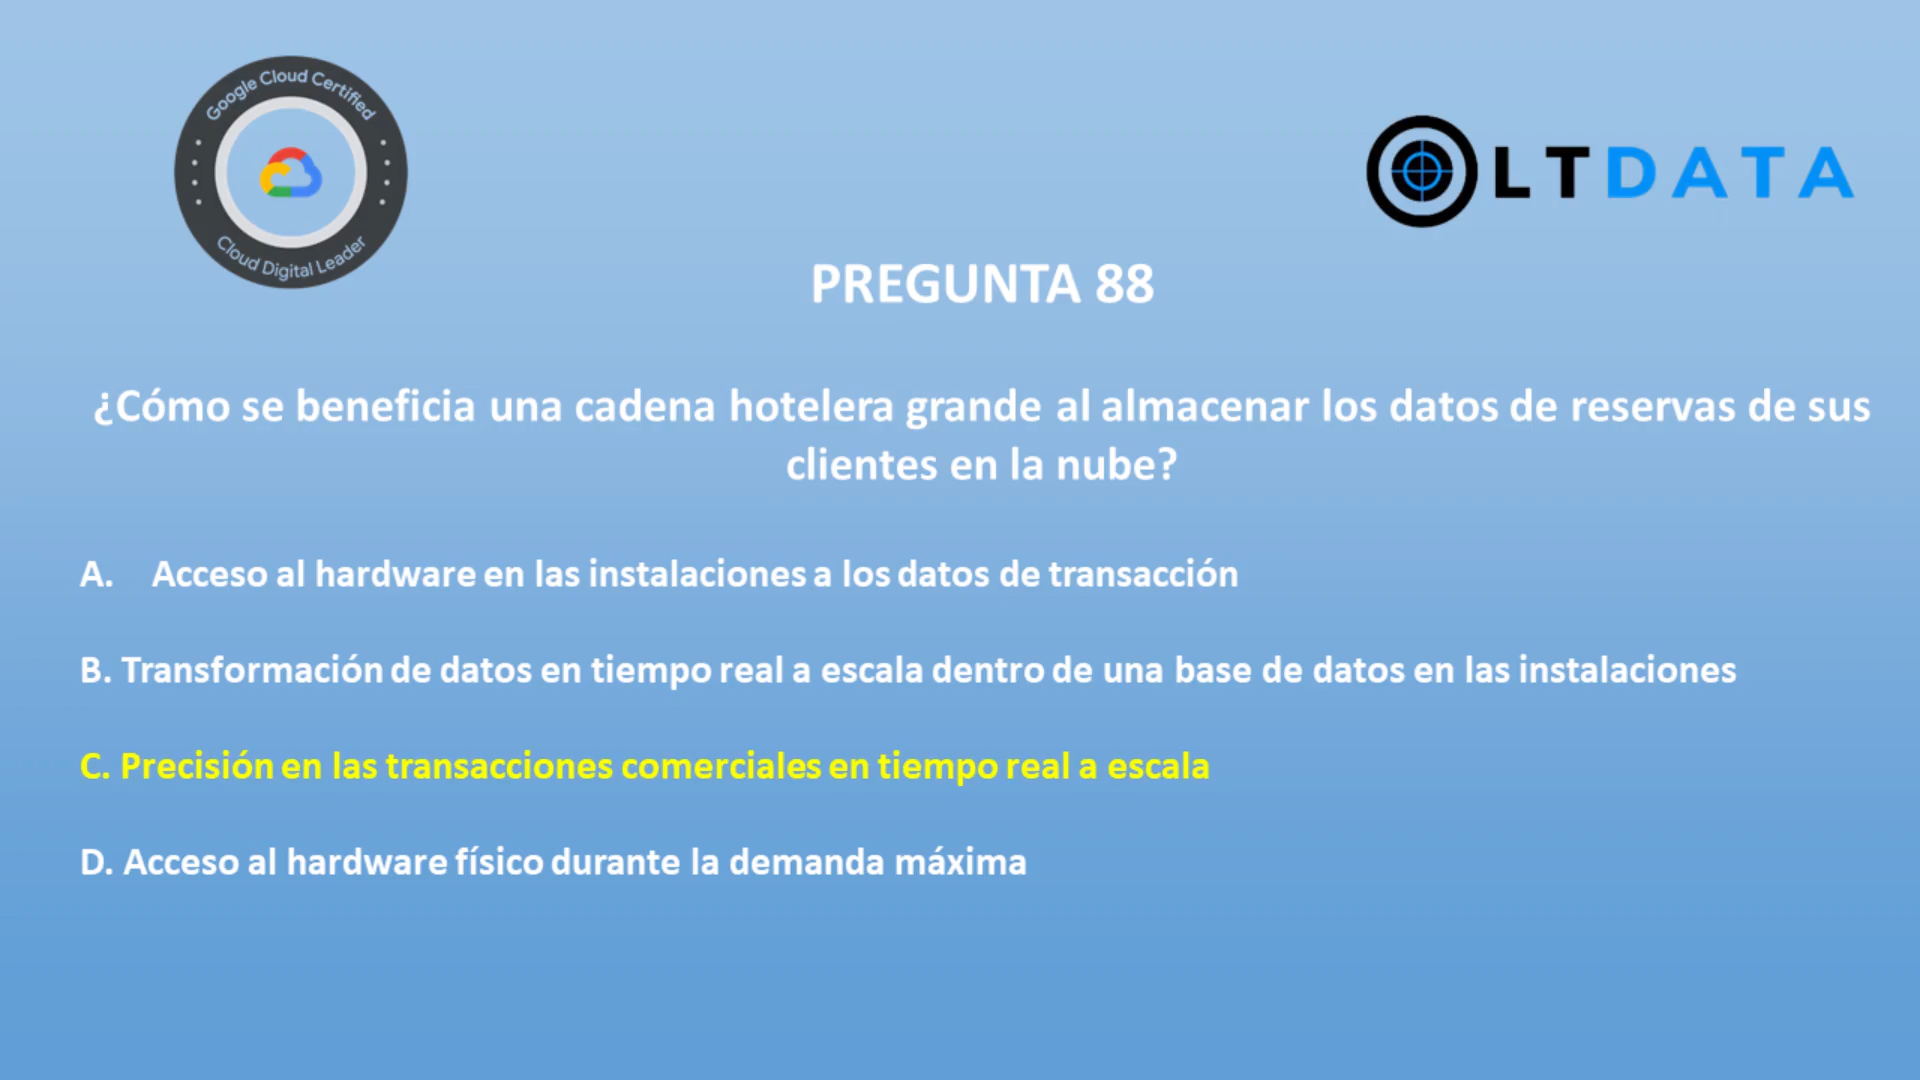 Google Cloud Certified
Cloud Digital Leader
LTDATA
PREGUNTA 88
¿Cómo se beneficia una cadena hotelera grande al almacenar los datos de reservas de sus
clientes en la nube?
A. Acceso al hardware en las instalaciones a los datos de transacción
B. Transformación de datos en tiempo real a escala dentro de una base de datos en las instalaciones
C. Precisión en las transacciones comerciales en tiempo real a escala
D. Acceso al hardware físico durante la demanda máxima